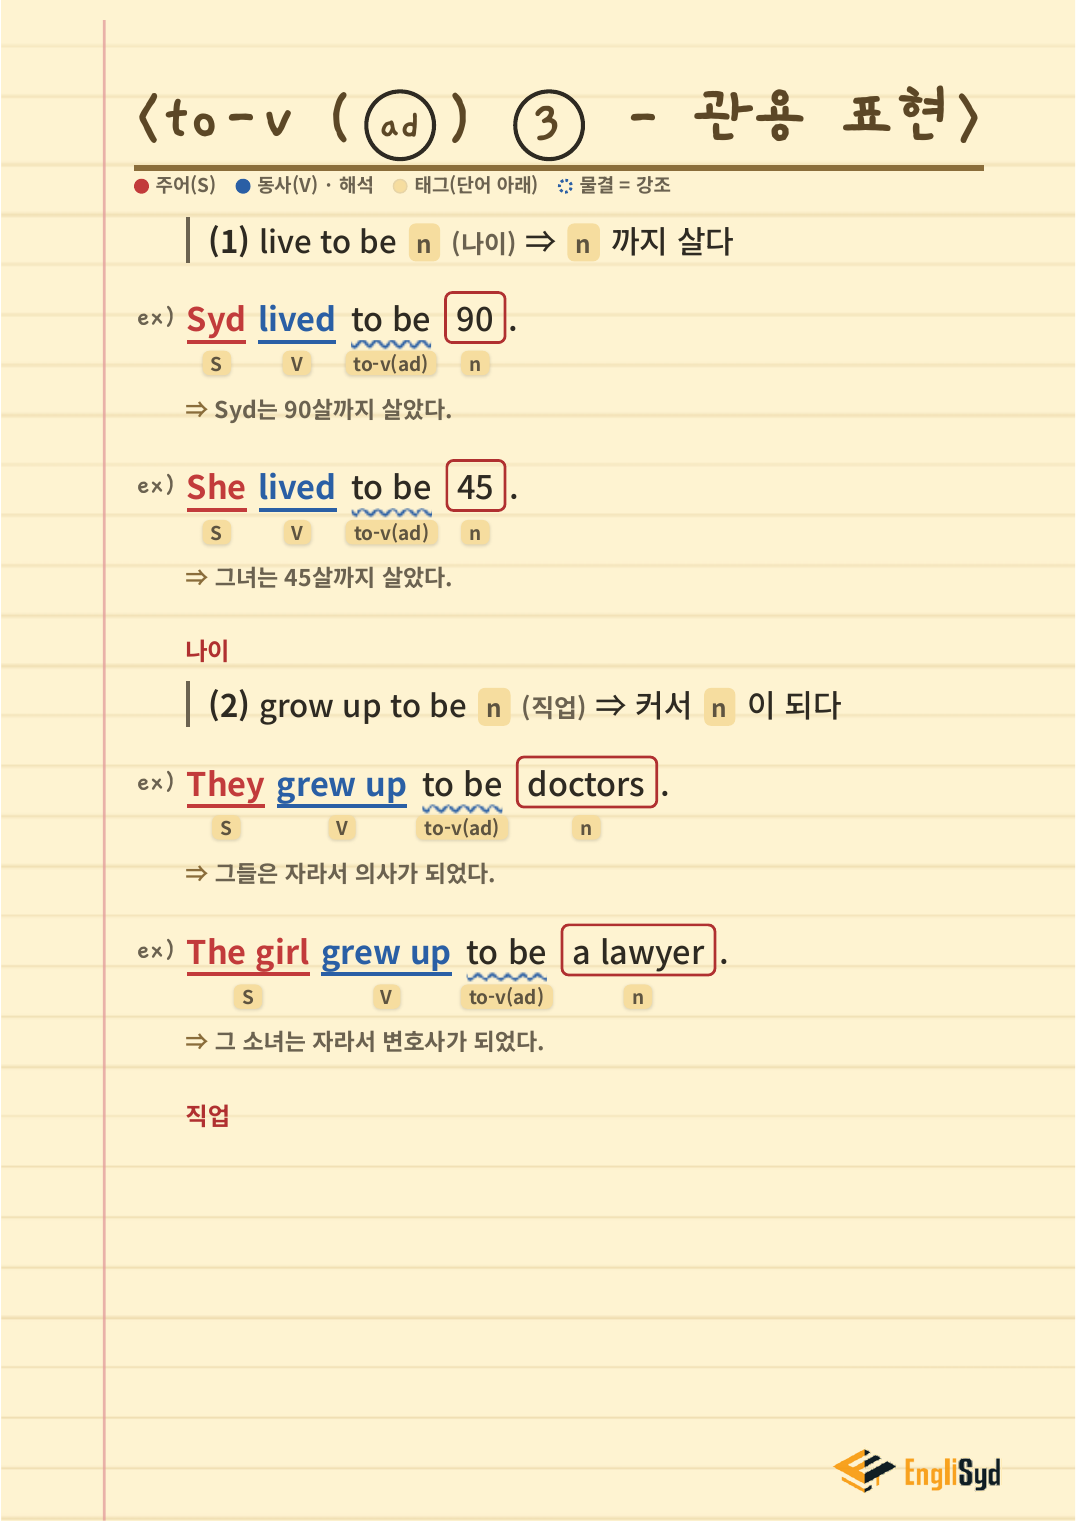 <to-v (ad) 3 - 관용 표현>
주어(S) 동사(V) · 해석 태그(단어 아래) 물결 = 강조
(1) live to be n (나이) ⇒ n 까지 살다
ex) Syd lived to be 90.
S V to-v(ad) n
⇒ Syd는 90살까지 살았다.
ex) She lived to be 45.
S V to-v(ad) n
⇒ 그녀는 45살까지 살았다.
나이
(2) grow up to be n (직업) ⇒ 커서 n 이 되다
ex) They grew up to be doctors.
S V to-v(ad) n
⇒ 그들은 자라서 의사가 되었다.
ex) The girl grew up to be a lawyer.
S V to-v(ad) n
⇒ 그 소녀는 자라서 변호사가 되었다.
직업
EngliSyd